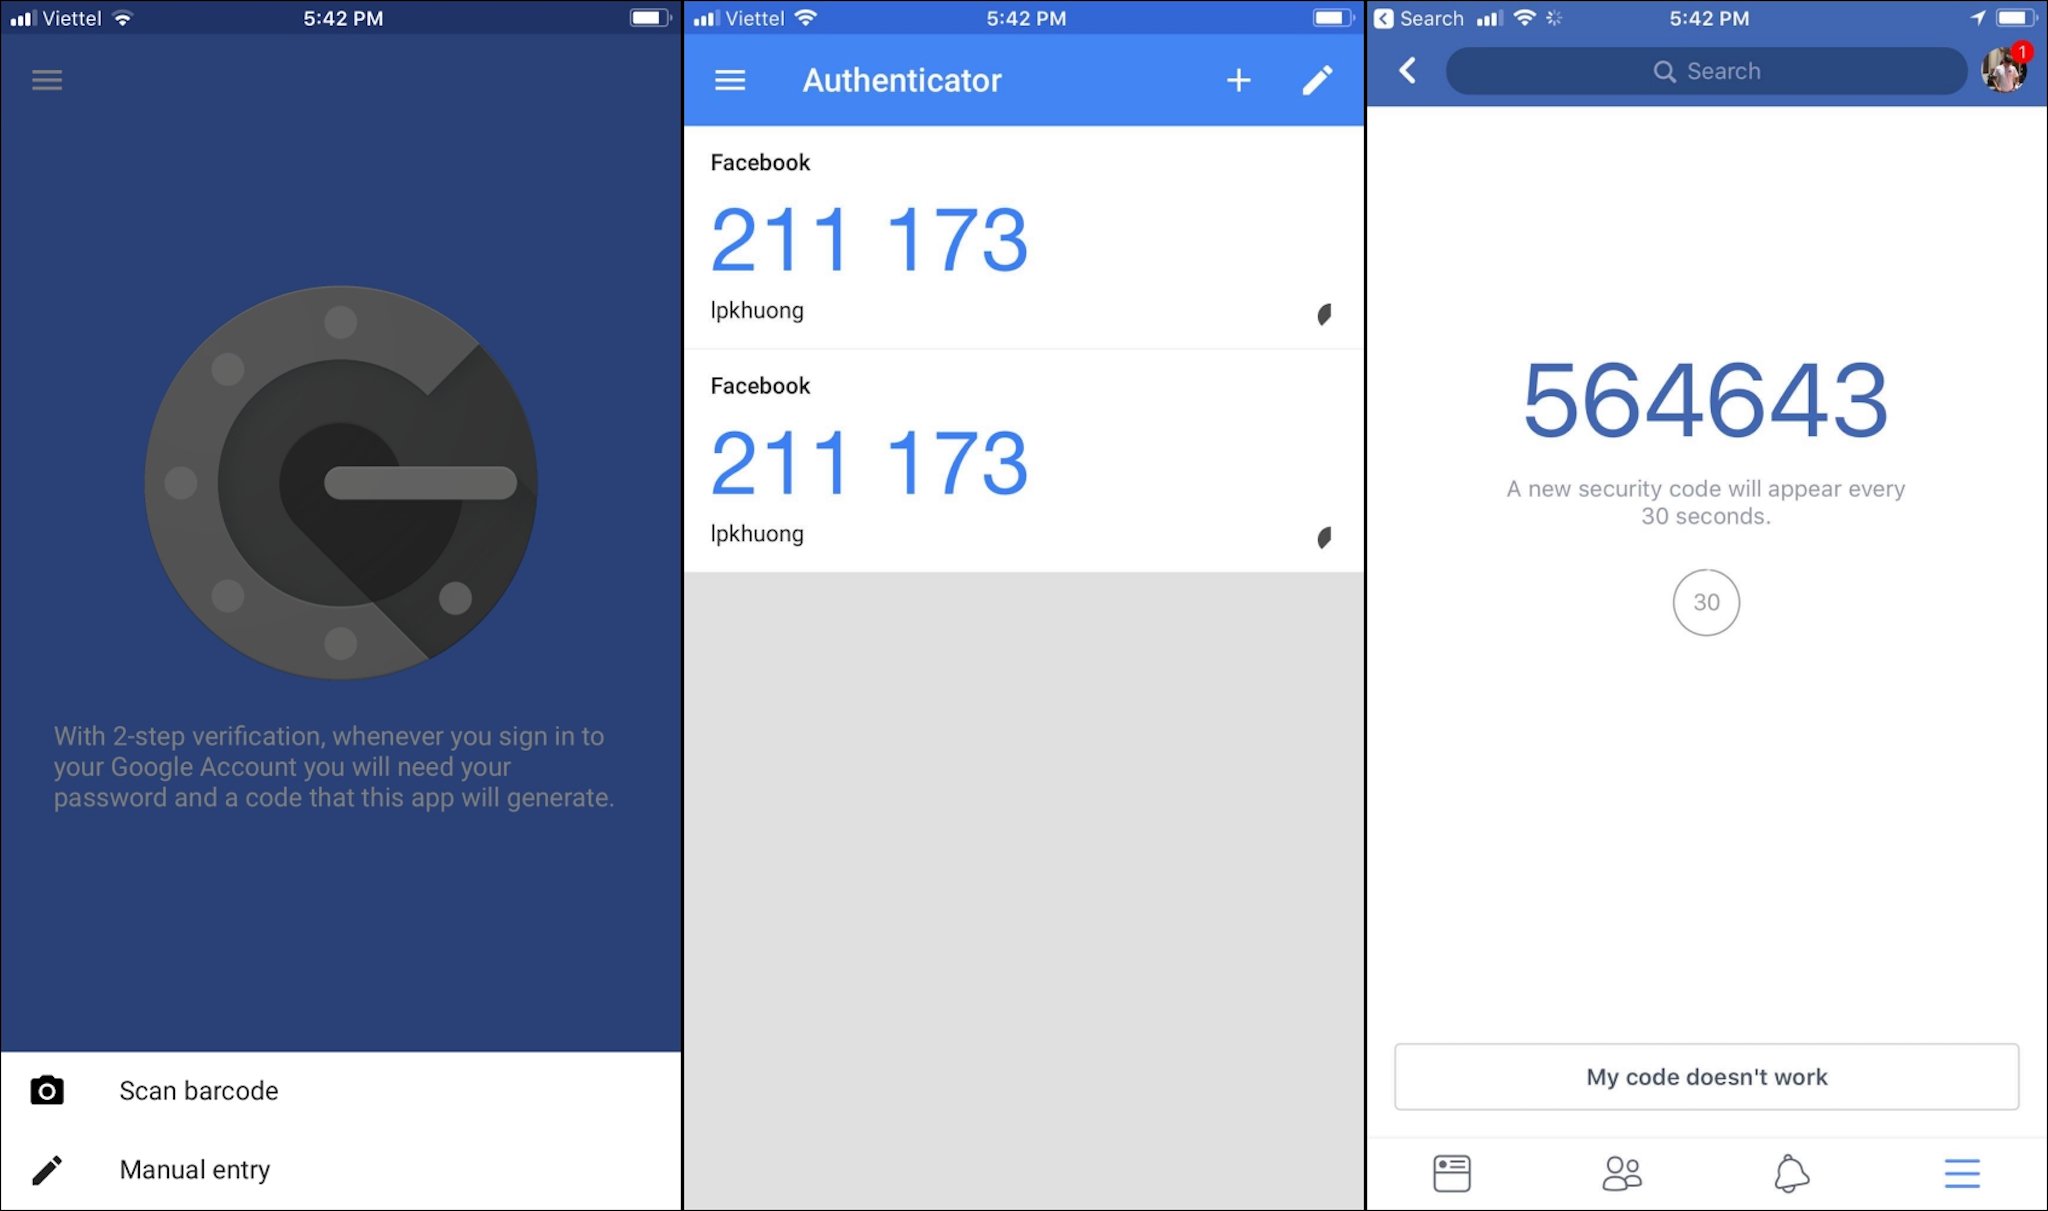 Viettel 5:42 PM
With 2-step verification, whenever you sign in to
your Google Account you will need your
password and a code that this app will generate.
Scan barcode
Manual entry
Viettel 5:42 PM
Authenticator
Facebook
211 173
lpkhuong
Facebook
211 173
lpkhuong
Search 5:42 PM
Search 1
564643
A new security code will appear every
30 seconds.
30
My code doesn't work